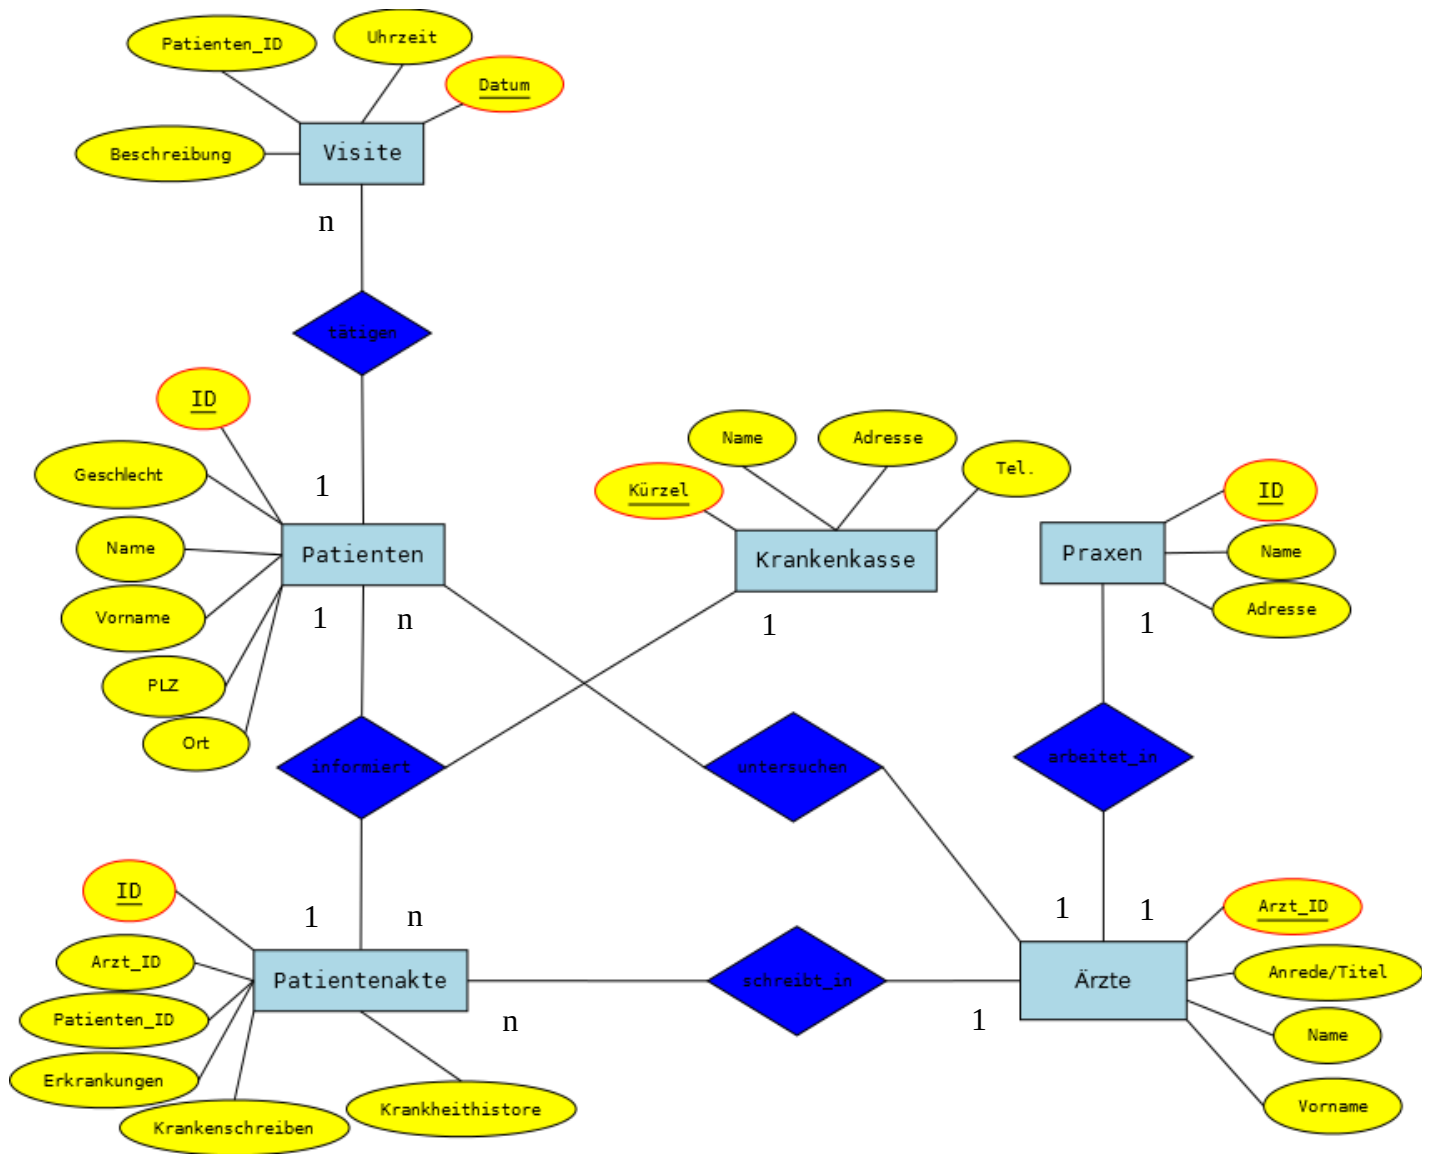 Patienten_ID
Uhrzeit
Datum
Beschreibung
Visite
n
tätigen
ID
Geschlecht
1
Name
Vorname
PLZ
Ort
Patienten
1
n
Kürzel
Name
Adresse
Tel.
Krankenkasse
1
Praxen
ID
Name
Adresse
1
informiert
untersuchen
arbeitet_in
ID
Arzt_ID
Patienten_ID
Erkrankungen
Krankenschreiben
Krankheithistore
1
n
Patientenakte
n
schreibt_in
1
1
1
Ärzte
Arzt_ID
Anrede/Titel
Name
Vorname